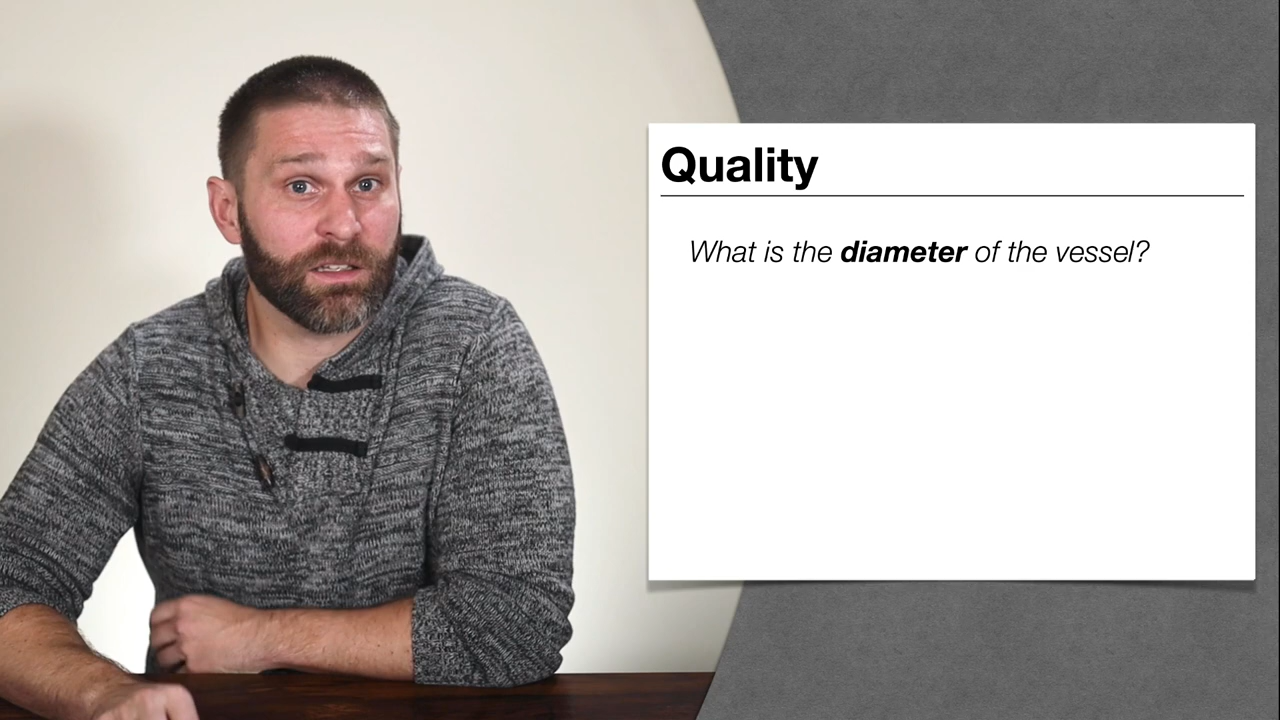 Quality
What is the diameter of the vessel?